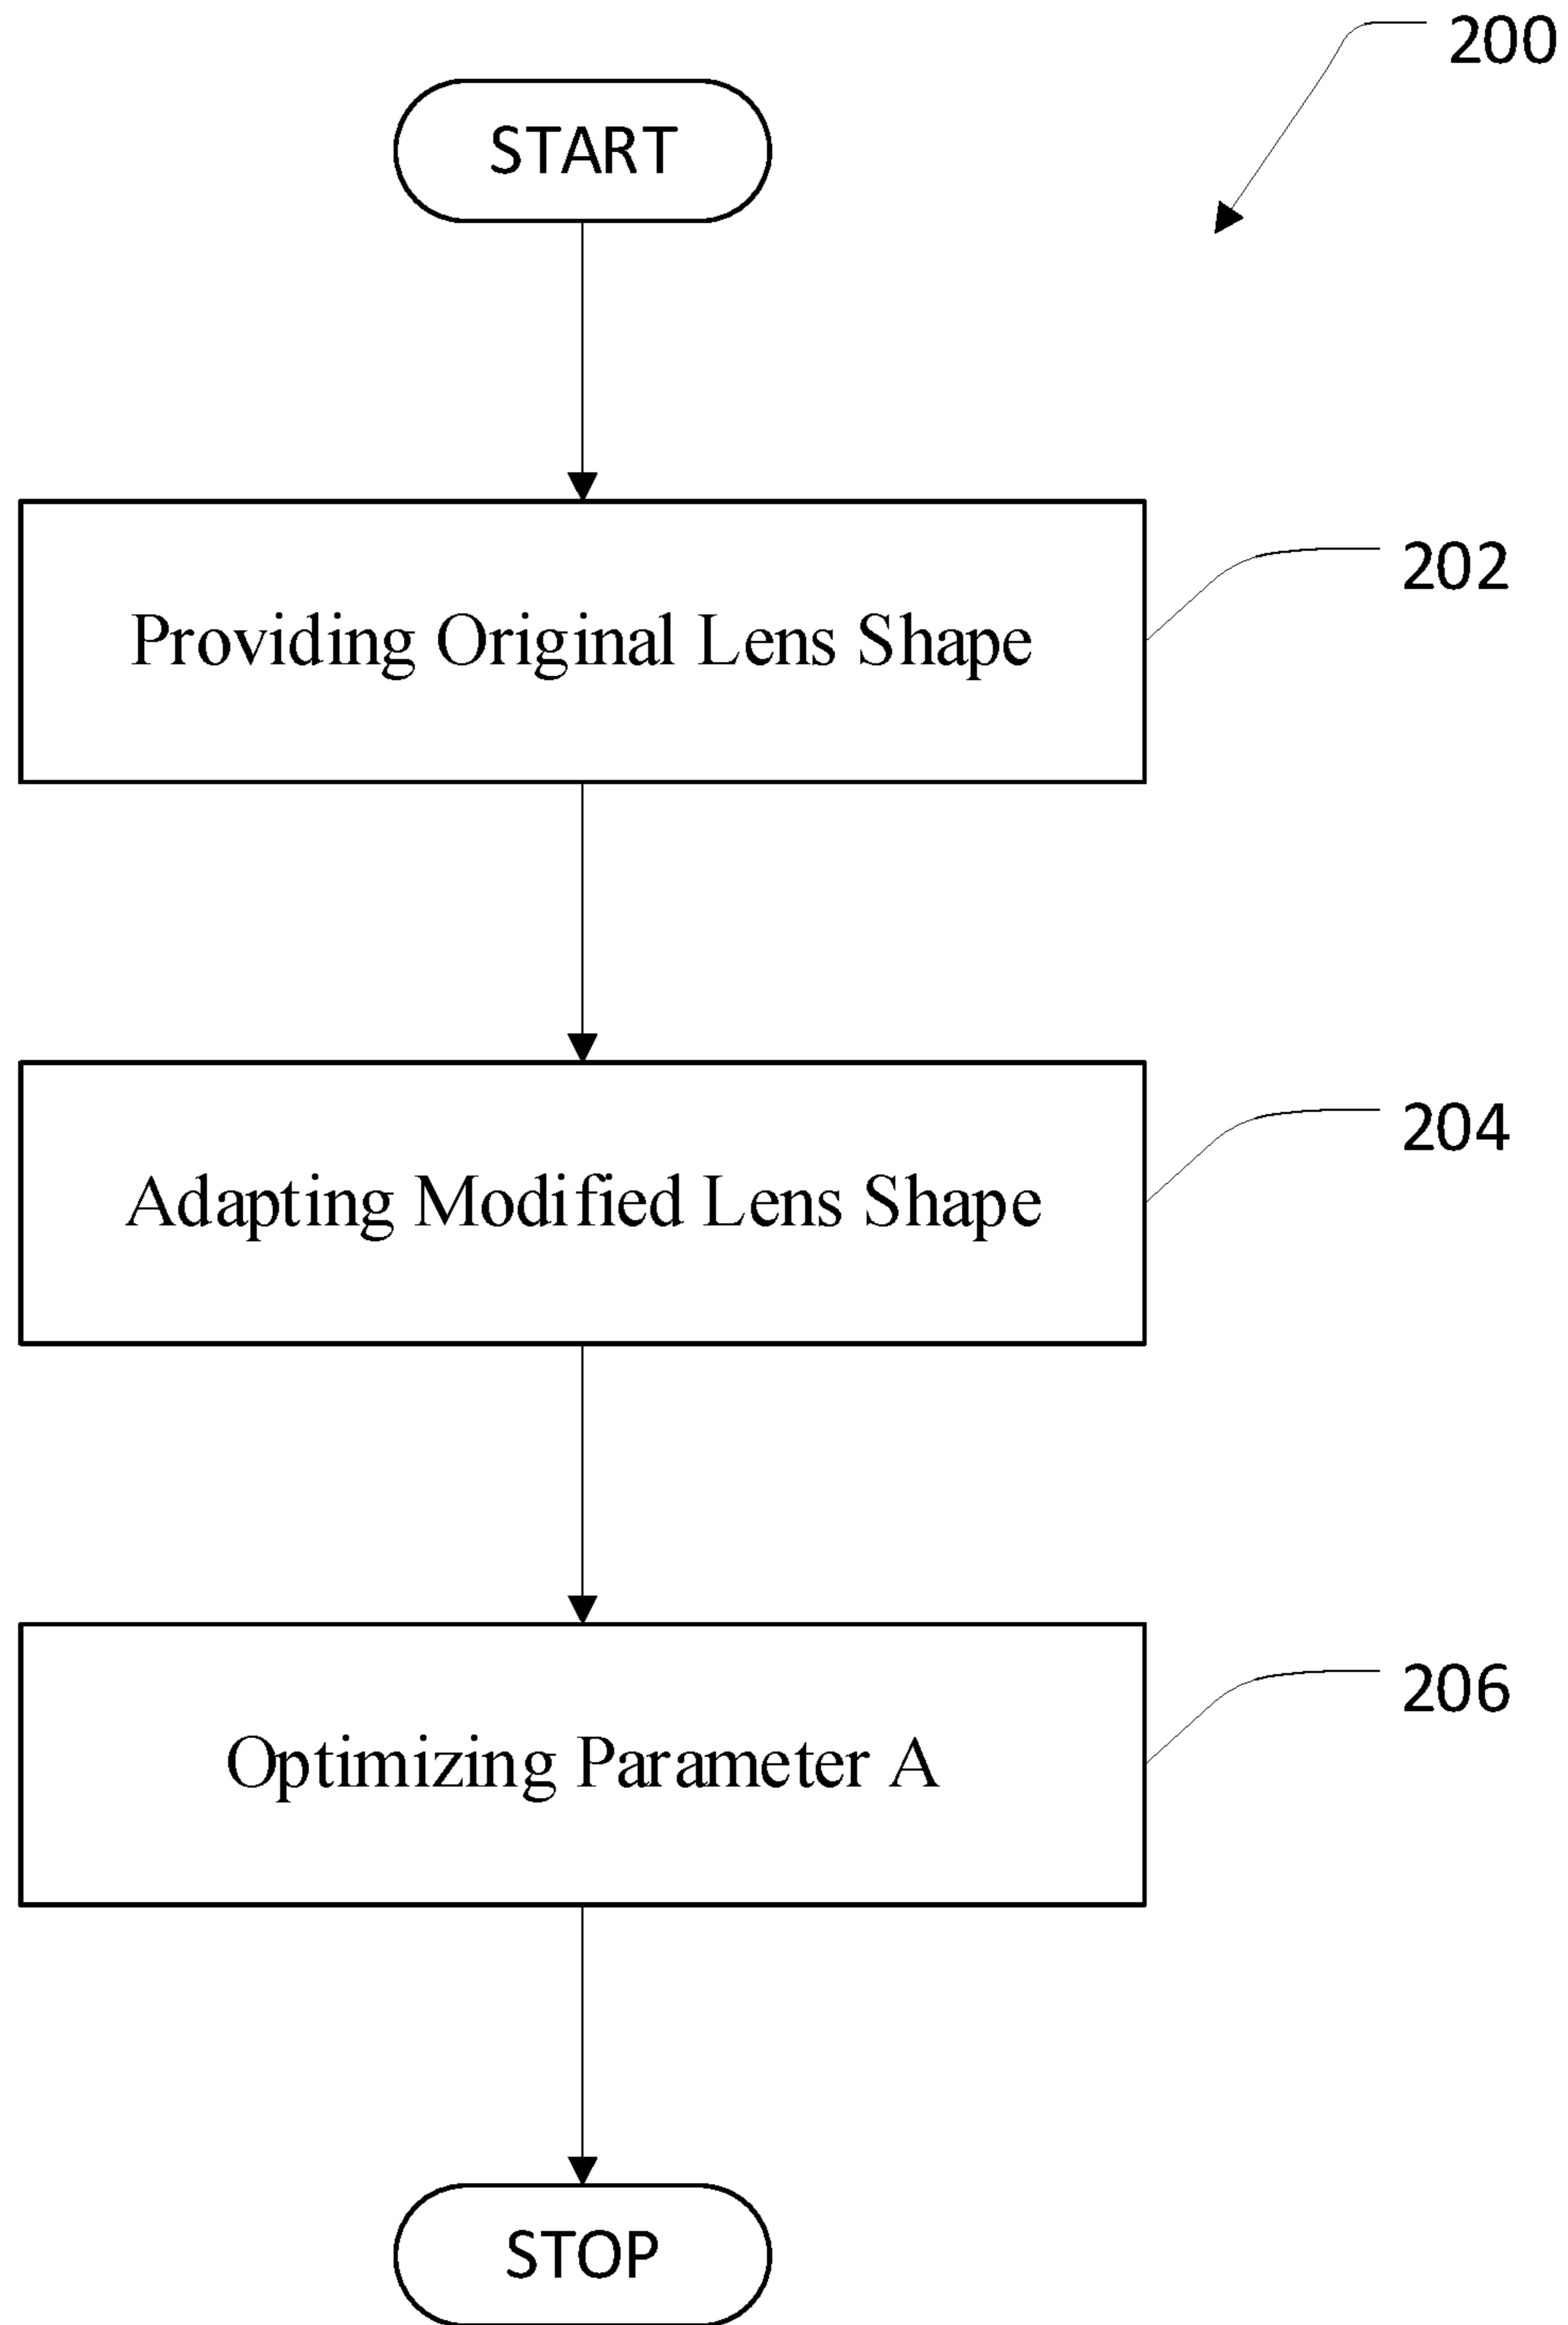 200
START
Providing Original Lens Shape
202
Adapting Modified Lens Shape
204
Optimizing Parameter A
206
STOP